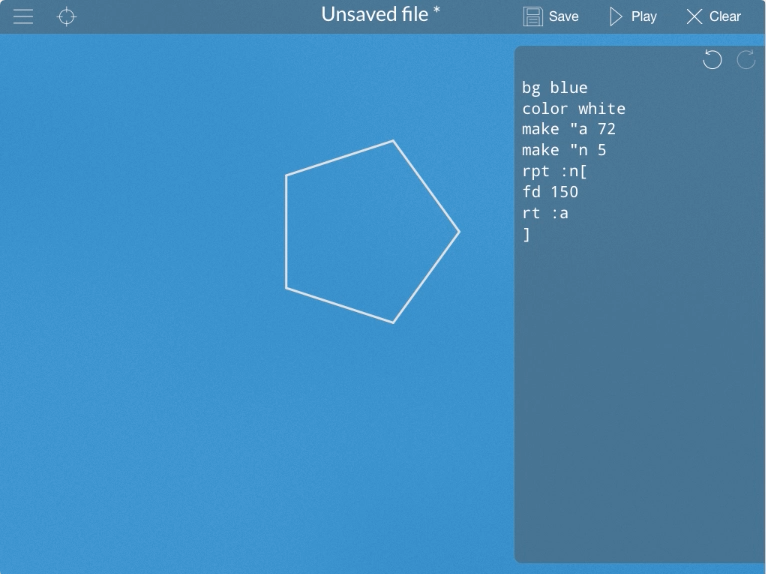 Unsaved file *
Save
Play
Clear
bg blue
color white
make "a 72
make "n 5
rpt :n[
fd 150
rt :a
]